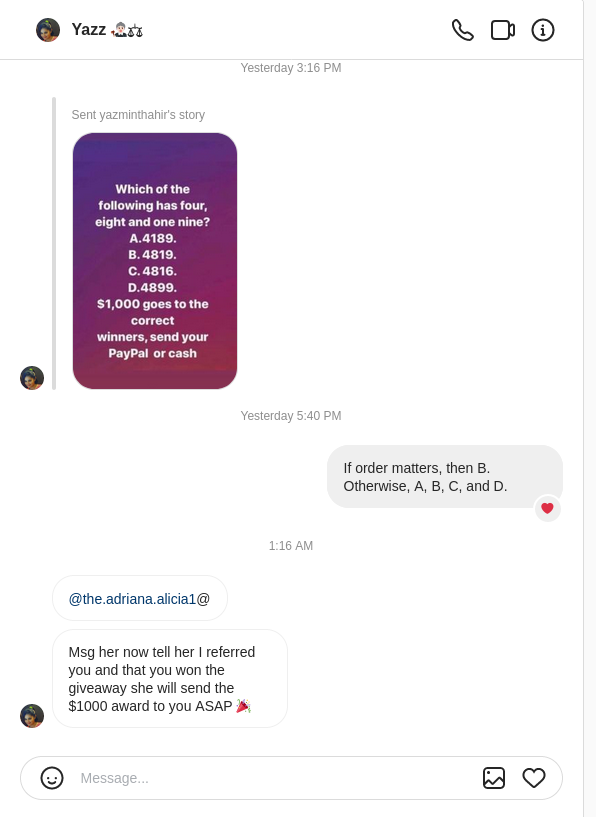 Yazz 👨🏻‍⚖️⚖
Yesterday 3:16 PM
Sent yazminthahir's story
Which of the
following has four,
eight and one nine?
A.4189.
B. 4819.
C. 4816.
D.4899.
$1,000 goes to the
correct
winners, send your
PayPal or cash
Yesterday 5:40 PM
If order matters, then B.
Otherwise, A, B, C, and D.
1:16 AM
@the.adriana.alicia1@
Msg her now tell her I referred
you and that you won the
giveaway she will send the
$1000 award to you ASAP 🎉
Message...